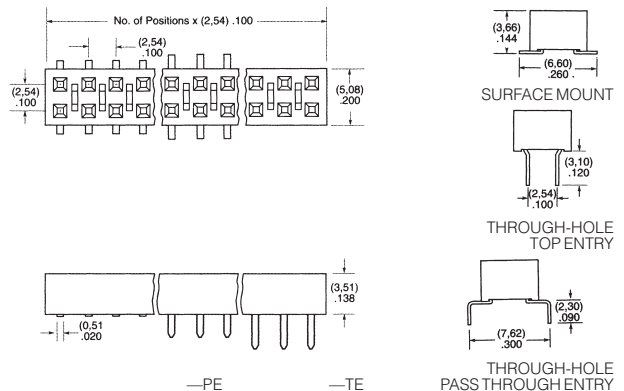 No. of Positions x (2,54) .100
(2,54)
.100
(2,54)
.100
(5,08)
.200
(3,66)
.144
(6,60)
.260
SURFACE MOUNT
(3,10)
.120
(2,54)
.100
THROUGH-HOLE
TOP ENTRY
(3,51)
.138
(0,51
.020
—PE
—TE
(2,30)
.090
(7,62)
.300
THROUGH-HOLE
PASS THROUGH ENTRY